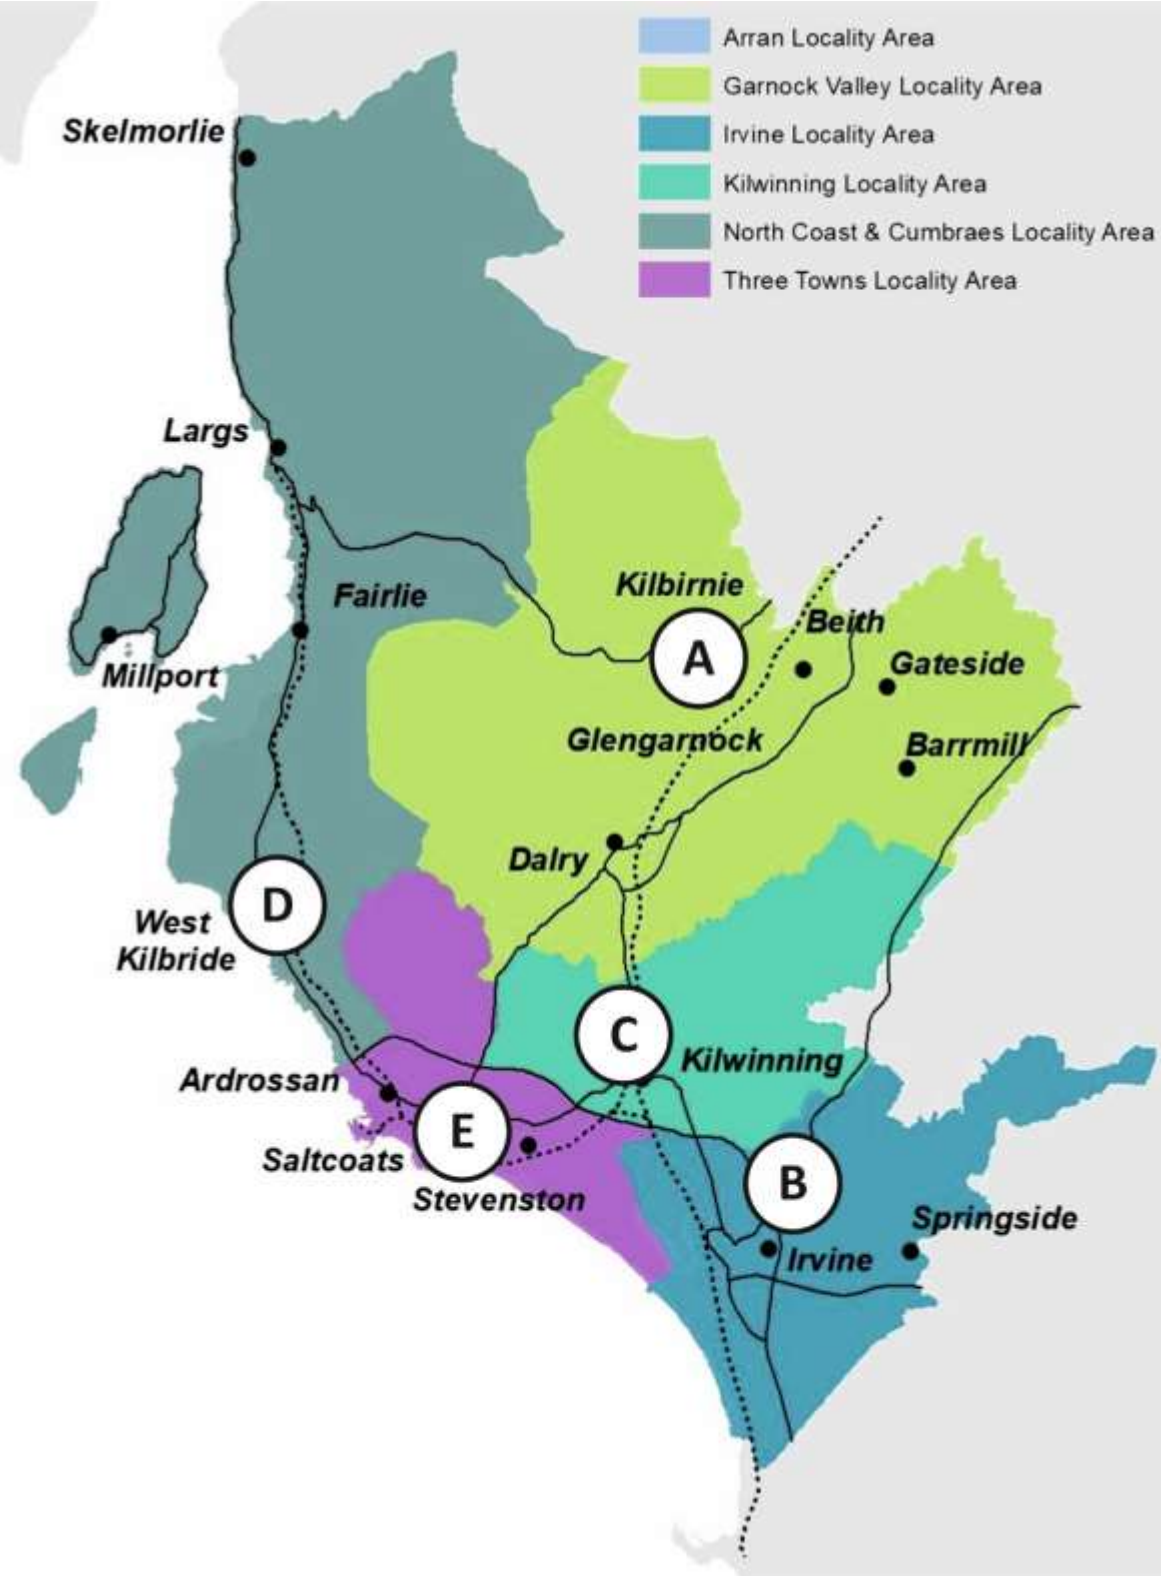 Arran Locality Area
Garnock Valley Locality Area
Irvine Locality Area
Kilwinning Locality Area
North Coast & Cumbraes Locality Area
Three Towns Locality Area
Skelmorlie
Largs
Fairlie
Kilbirnie
Beith
A
Gateside
Millport
Glengarnock
Barrmill
Dalry
D
West
Kilbride
C
Kilwinning
Ardrossan
E
Saltcoats
B
Stevenston
Springside
Irvine